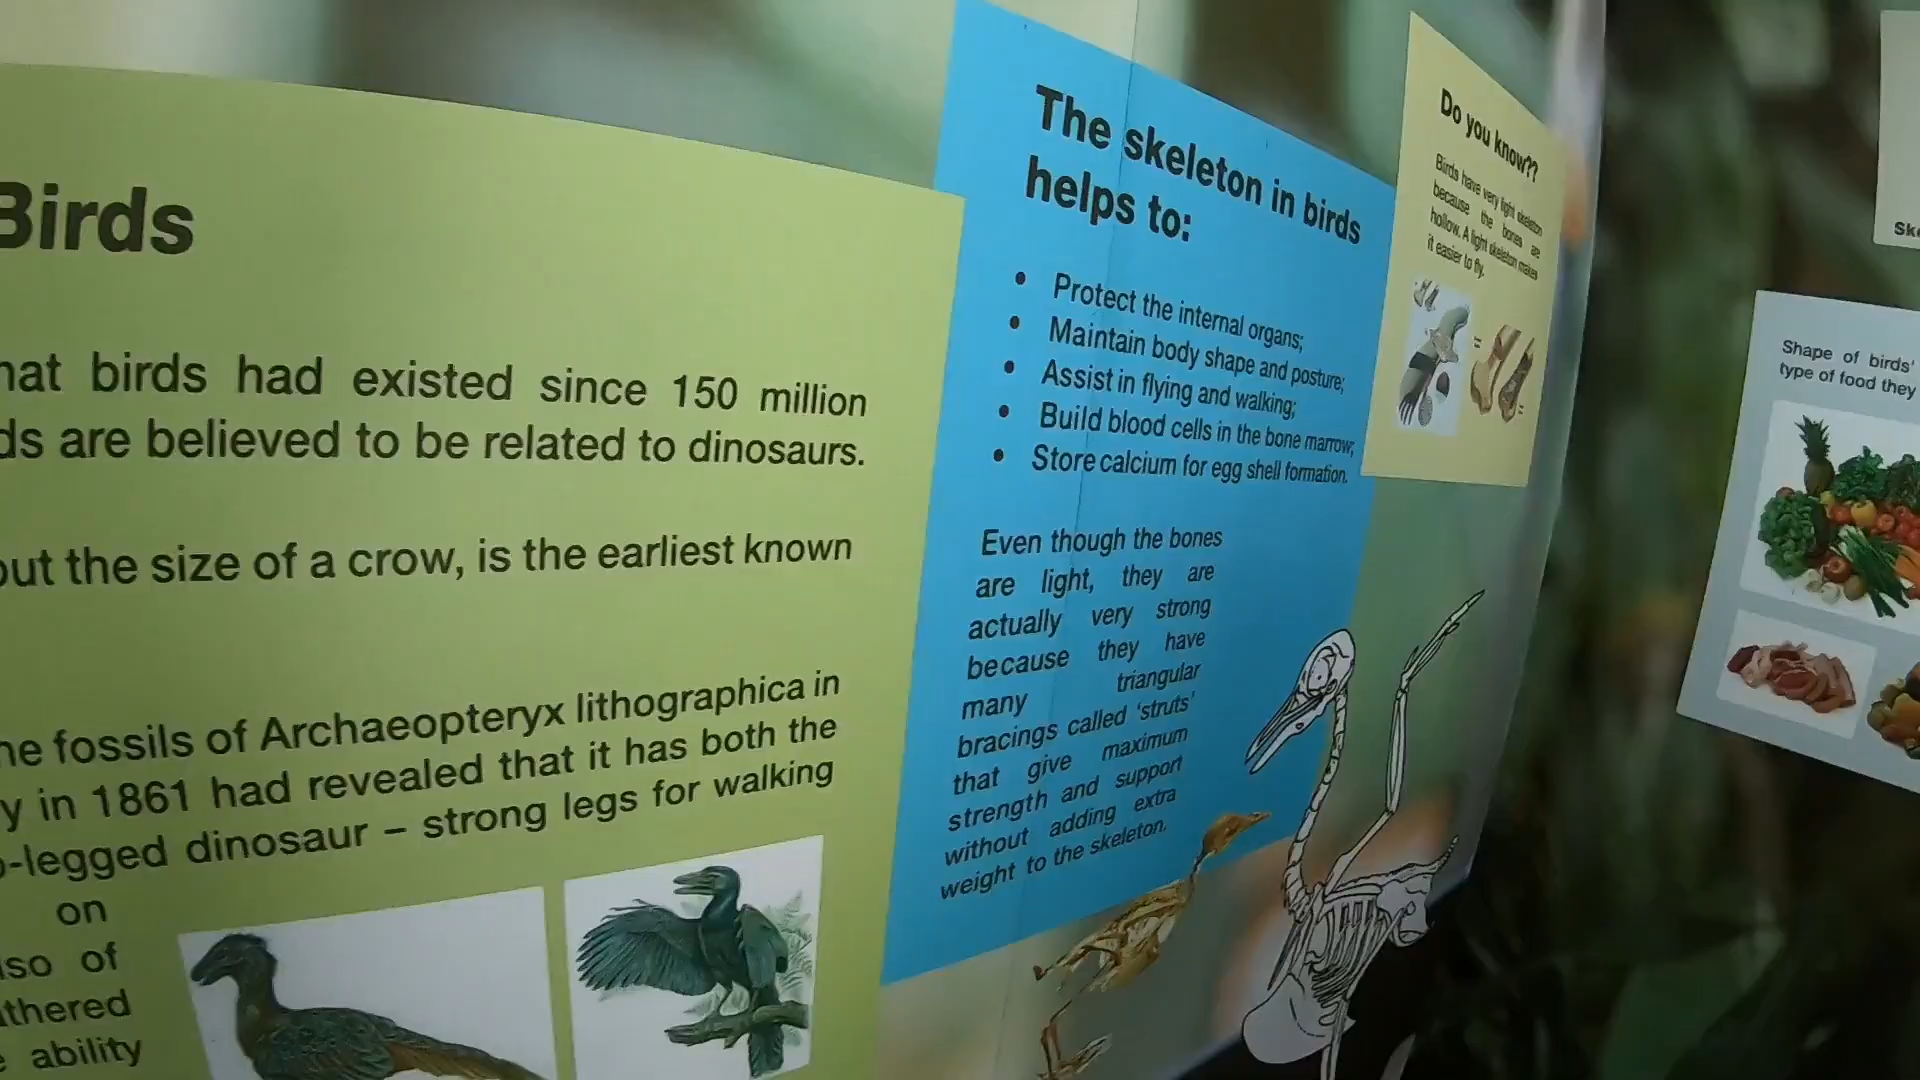 Birds
hat birds had existed since 150 million
ds are believed to be related to dinosaurs.
out the size of a crow, is the earliest known
he fossils of Archaeopteryx lithographica in
y in 1861 had revealed that it has both the
o-legged dinosaur – strong legs for walking
on
lso of
athered
ability
The skeleton in birds
helps to:
• Protect the internal organs;
• Maintain body shape and posture;
• Assist in flying and walking;
• Build blood cells in the bone marrow;
• Store calcium for egg shell formation.
Even though the bones
are light, they are
actually very strong
because they have
many triangular
bracings called 'struts'
that give maximum
strength and support
without adding extra
weight to the skeleton.
Do you know??
Birds have very light skeleton
because the bones are
hollow. A light skeleton makes
it easier to fly.
Ske
Shape of birds'
type of food they